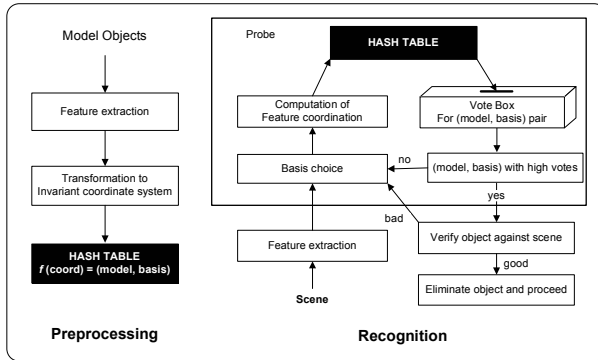 Model Objects
Feature extraction
Transformation to
Invariant coordinate system
HASH TABLE
f (coord) = (model, basis)
Preprocessing
Probe
HASH TABLE
Computation of
Feature coordination
Vote Box
For (model, basis) pair
Basis choice
no
(model, basis) with high votes
yes
bad
Feature extraction
Verify object against scene
good
Scene
Eliminate object and proceed
Recognition